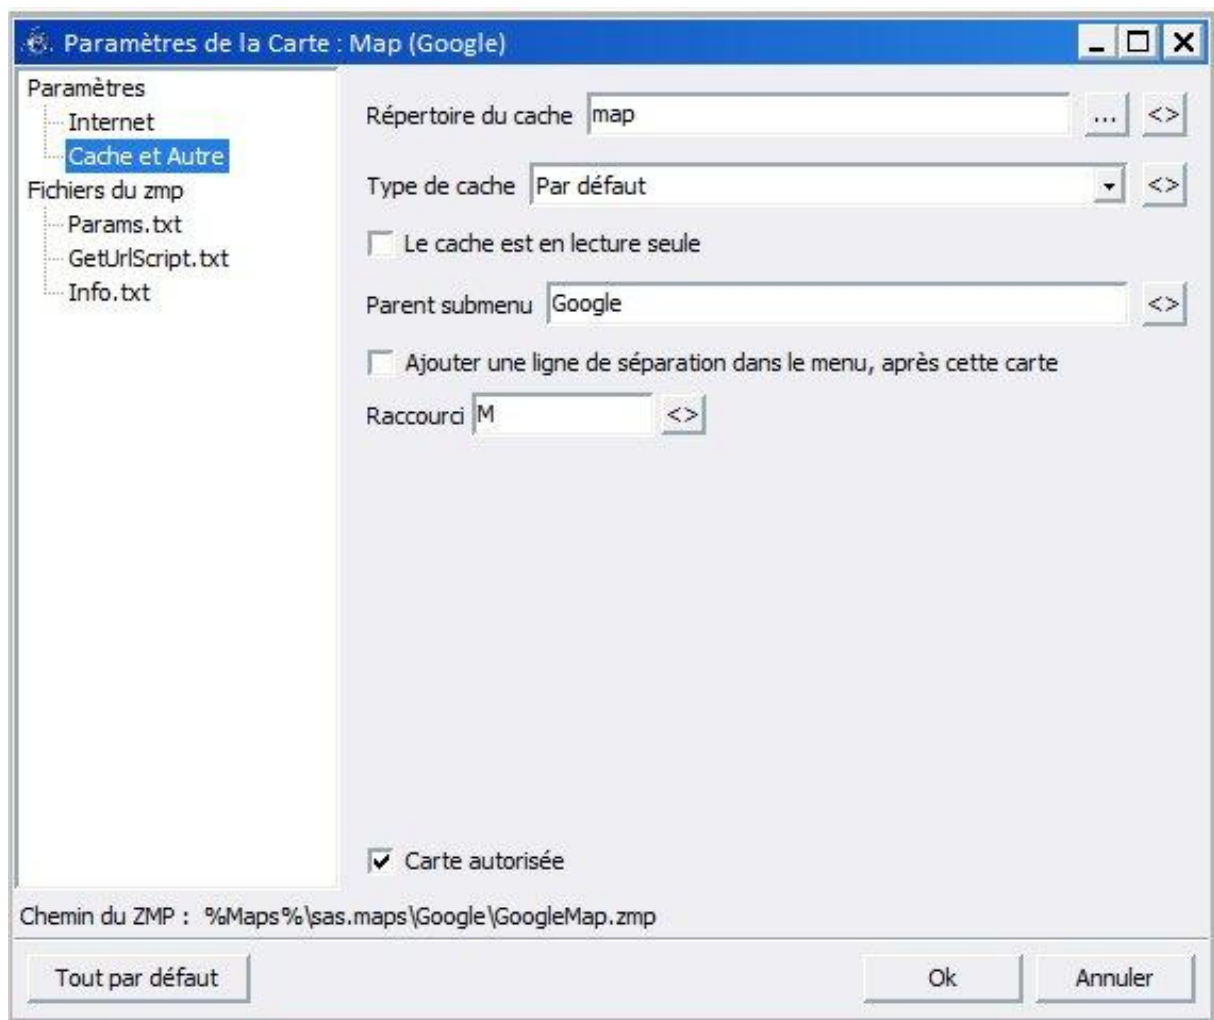 Paramètres de la Carte : Map (Google)
Paramètres
Internet
Cache et Autre
Fichiers du zmp
Params.txt
GetUrlScript.txt
Info.txt
Répertoire du cache map ... <>
Type de cache Par défaut <>
Le cache est en lecture seule
Parent submenu Google <>
Ajouter une ligne de séparation dans le menu, après cette carte
Raccourci M <>
Carte autorisée
Chemin du ZMP : %Maps%\sas.maps\Google\GoogleMap.zmp
Tout par défaut Ok Annuler